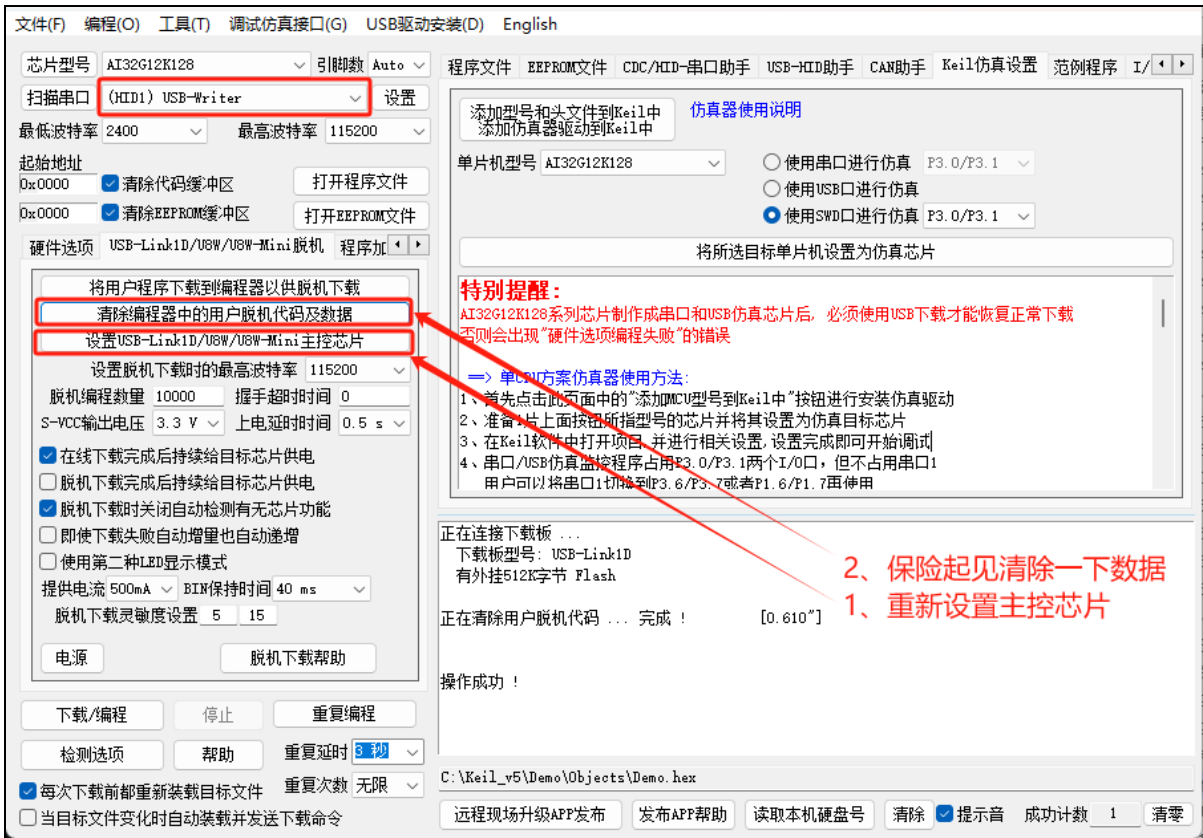 文件(F) 编程(O) 工具(T) 调试仿真接口(G) USB驱动安装(D) English
芯片型号 AI32G12K128 引脚数 Auto
扫描串口 (HID1) USB-Writer 设置
最低波特率 2400 最高波特率 115200
起始地址
0x0000 清除代码缓冲区 打开程序文件
0x0000 清除EEPROM缓冲区 打开EEPROM文件
硬件选项 USB-Link1D/U8W/U8W-Mini脱机 程序加
将用户程序下载到编程器以供脱机下载
清除编程器中的用户脱机代码及数据
设置USB-Link1D/U8W/U8W-Mini主控芯片
设置脱机下载时的最高波特率 115200
脱机编程数量 10000 握手超时时间 0
S-VCC输出电压 3.3 V 上电延时时间 0.5 s
在线下载完成后持续给目标芯片供电
脱机下载完成后持续给目标芯片供电
脱机下载时关闭自动检测有无芯片功能
即使下载失败自动增量也自动递增
使用第二种LED显示模式
提供电流 500mA BIN保持时间 40 ms
脱机下载灵敏度设置 5 15
电源 脱机下载帮助
下载/编程 停止 重复编程
检测选项 帮助 重复延时 3 秒
每次下载前都重新装载目标文件 重复次数 无限
当目标文件变化时自动装载并发送下载命令
程序文件 EEPROM文件 CDC/HID-串口助手 USB-HID助手 CAN助手 Keil仿真设置 范例程序 I/
添加型号和头文件到Keil中
添加仿真器驱动到Keil中
仿真器使用说明
单片机型号 AI32G12K128 使用串口进行仿真 P3.0/P3.1
使用USB口进行仿真
使用SWD口进行仿真 P3.0/P3.1
将所选目标单片机设置为仿真芯片
特别提醒:
AI32G12K128系列芯片制作成串口和USB仿真芯片后, 必须使用USB下载才能恢复正常下载
否则会出现"硬件选项编程失败"的错误
==> 单CPU方案仿真器使用方法:
1、首先点击此页面中的"添加MCU型号到Keil中"按钮进行安装仿真驱动
2、准备1片上面按钮所指型号的芯片并将其设置为仿真目标芯片
3、在Keil软件中打开项目,并进行相关设置,设置完成即可开始调试
4、串口/USB仿真监控程序占用P3.0/P3.1两个I/O口，但不占用串口1
用户可以将串口1切换到P3.6/P3.7或者P1.6/P1.7再使用
正在连接下载板 ...
下载板型号: USB-Link1D
有外挂512K字节 Flash
正在清除用户脱机代码 ... 完成 ! [0.610"]
操作成功 !
2、保险起见清除一下数据
1、重新设置主控芯片
C:\Keil_v5\Demo\Objects\Demo.hex
远程现场升级APP发布 发布APP帮助 读取本机硬盘号 清除 提示音 成功计数 1 清零